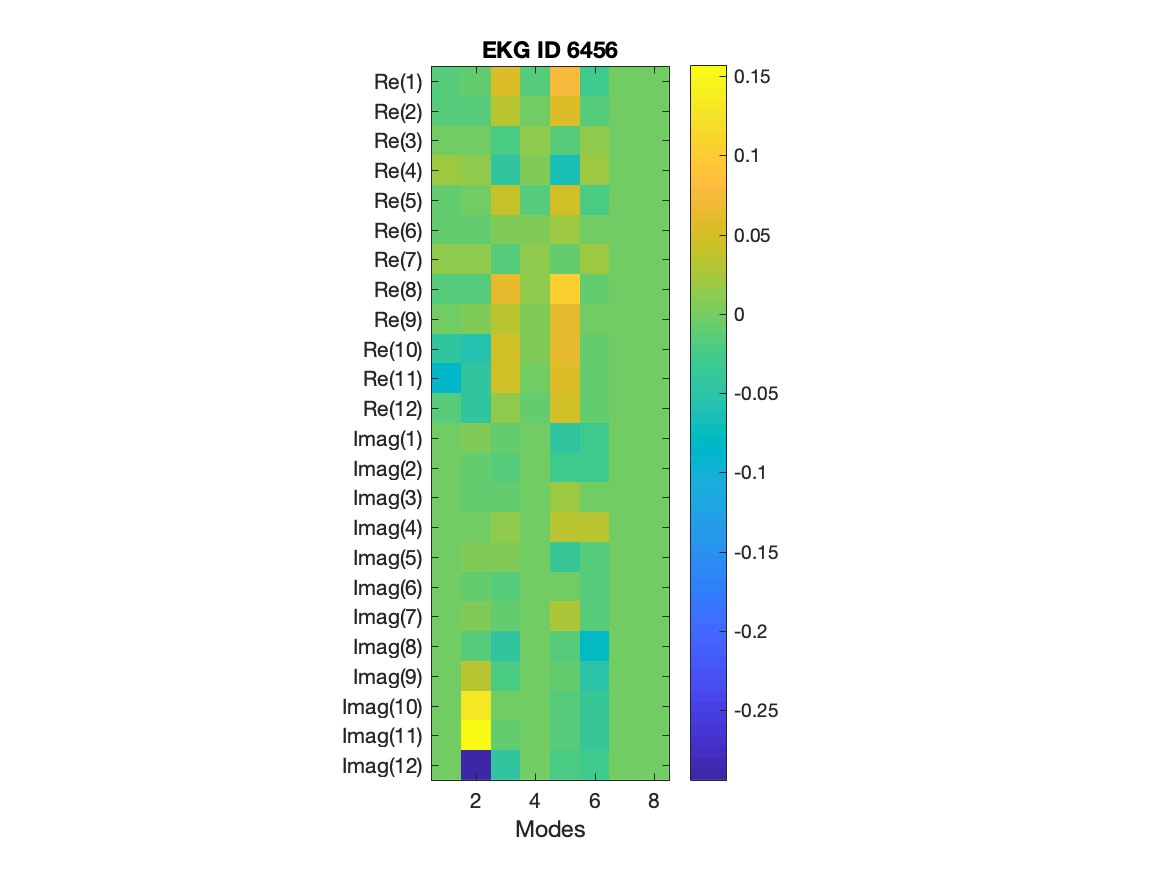 EKG ID 6456
Re(1)
Re(2)
Re(3)
Re(4)
Re(5)
Re(6)
Re(7)
Re(8)
Re(9)
Re(10)
Re(11)
Re(12)
Imag(1)
Imag(2)
Imag(3)
Imag(4)
Imag(5)
Imag(6)
Imag(7)
Imag(8)
Imag(9)
Imag(10)
Imag(11)
Imag(12)
2 4 6 8
Modes
0.15
0.1
0.05
0
-0.05
-0.1
-0.15
-0.2
-0.25